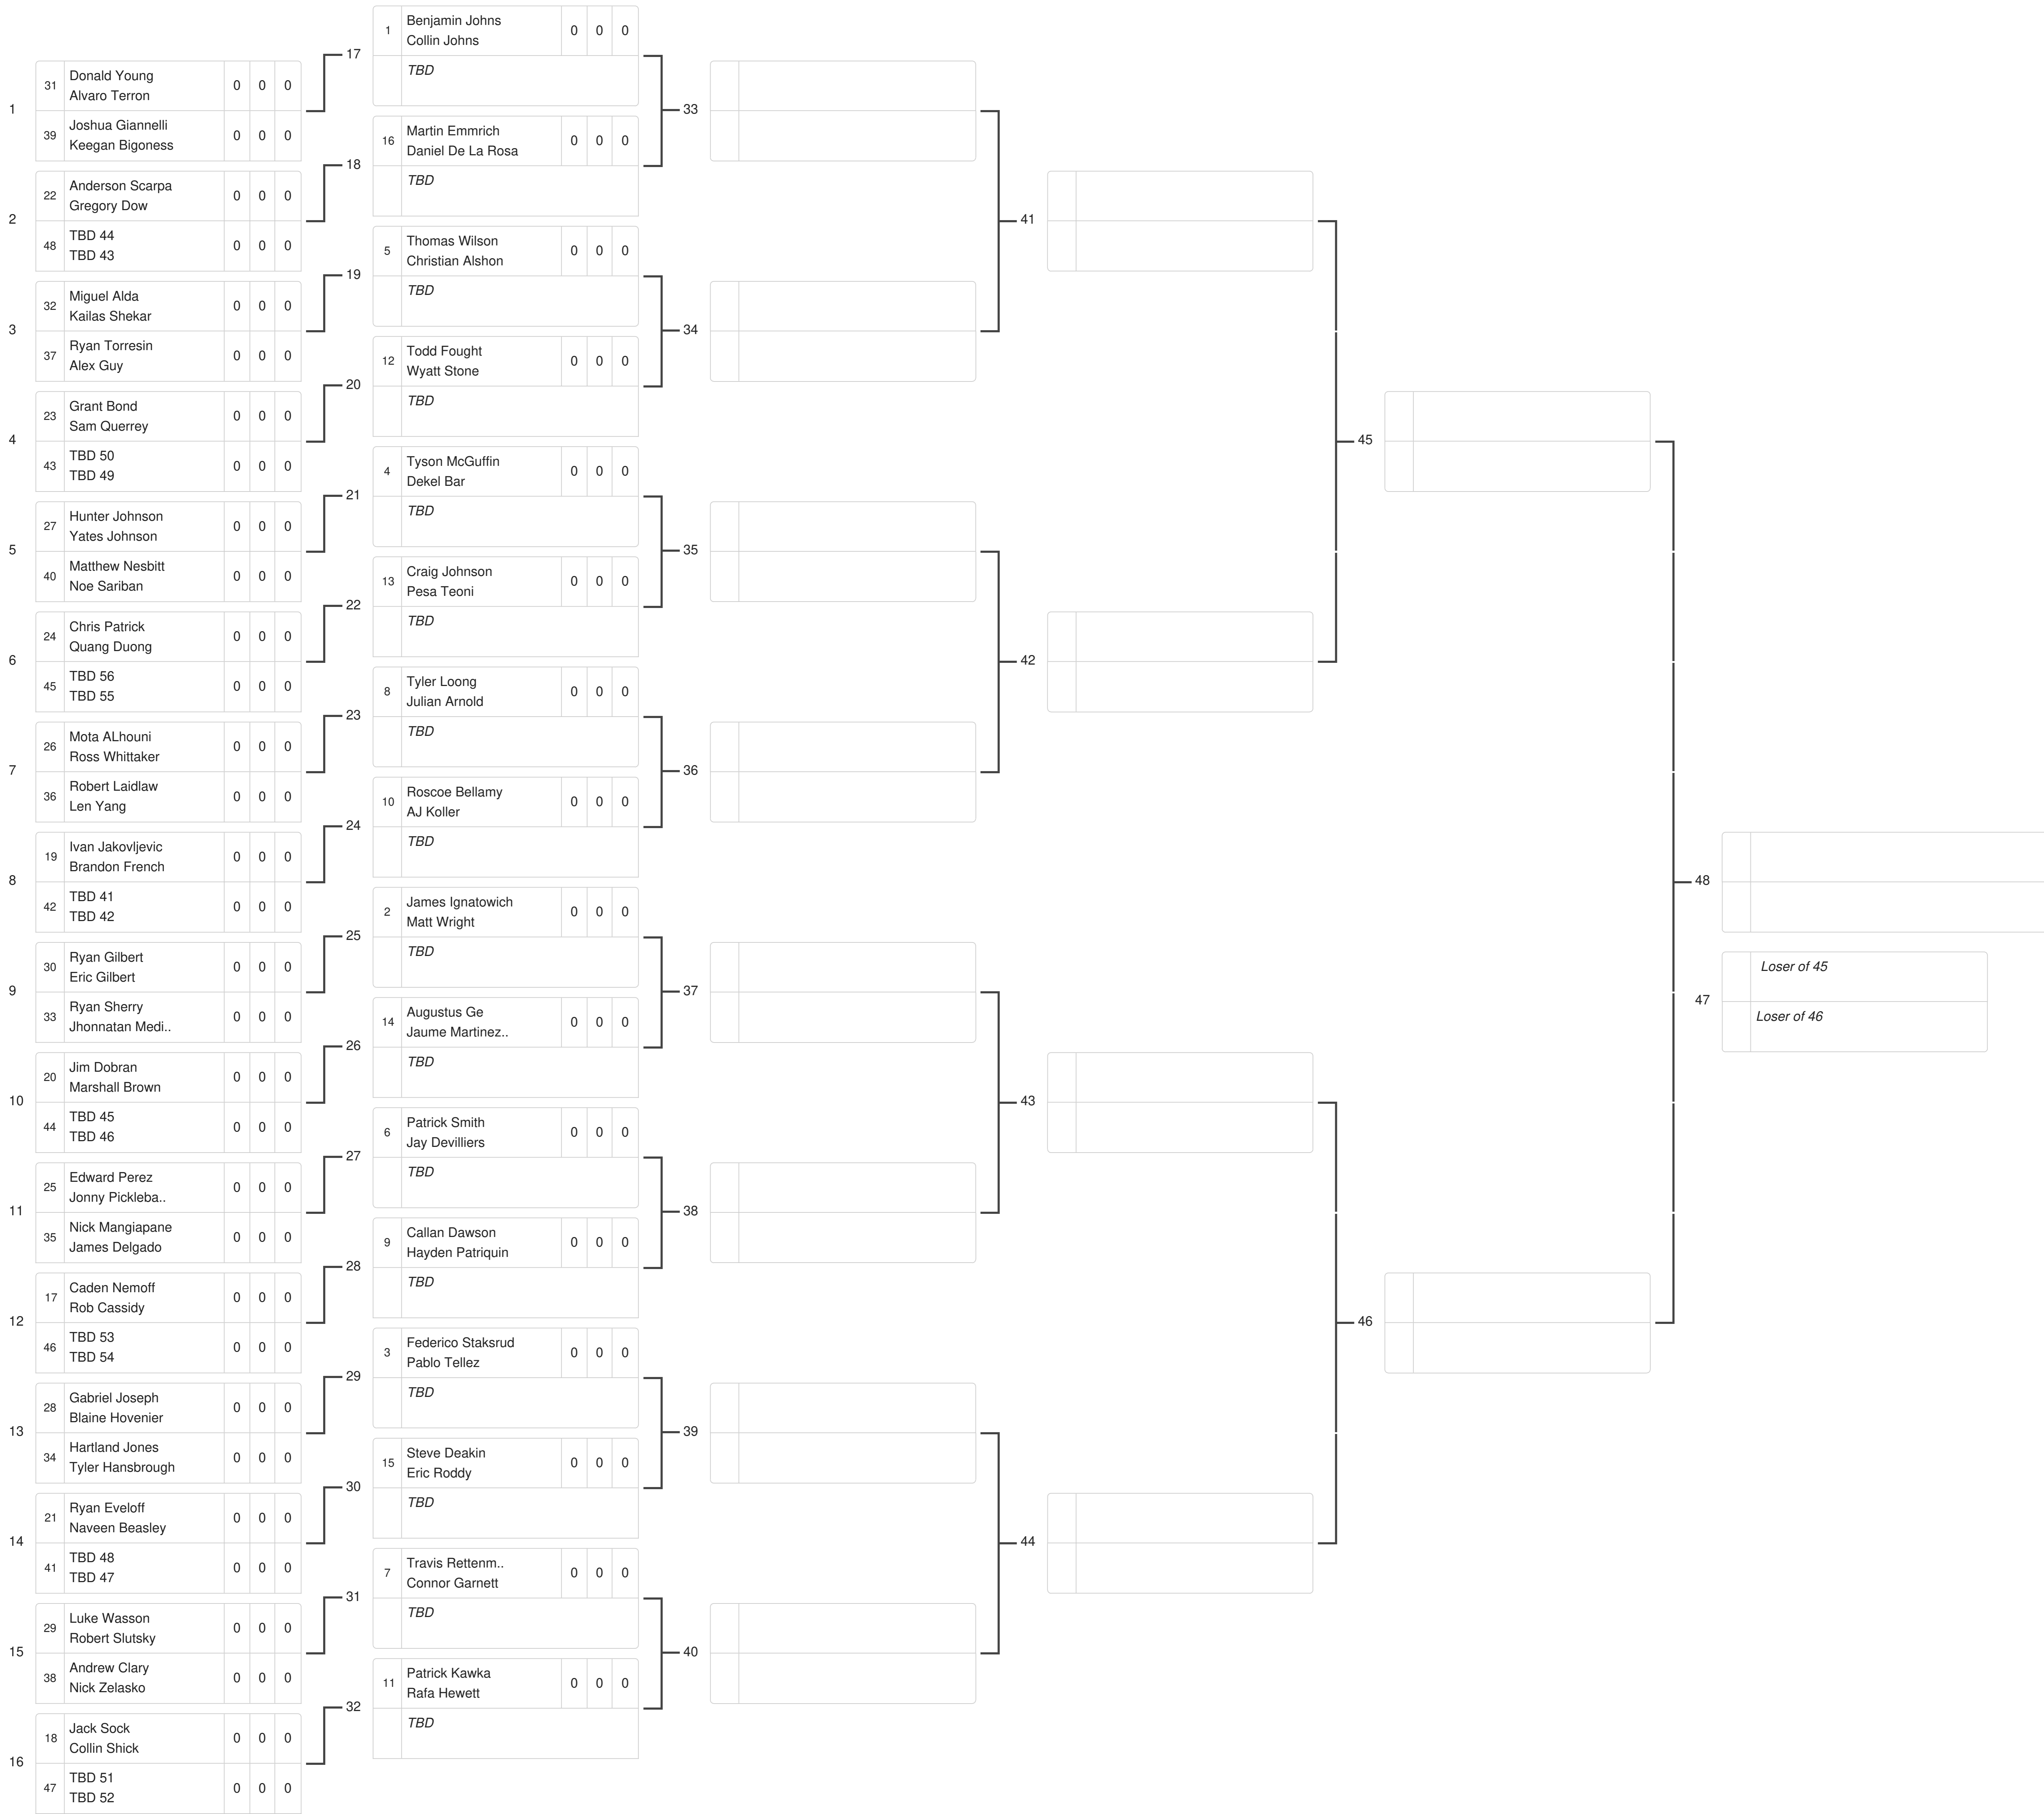 1
31
Donald Young
Alvaro Terron
0 0 0
39
Joshua Giannelli
Keegan Bigoness
0 0 0
2
22
Anderson Scarpa
Gregory Dow
0 0 0
48
TBD 44
TBD 43
0 0 0
3
32
Miguel Alda
Kailas Shekar
0 0 0
37
Ryan Torresin
Alex Guy
0 0 0
4
23
Grant Bond
Sam Querrey
0 0 0
43
TBD 50
TBD 49
0 0 0
5
27
Hunter Johnson
Yates Johnson
0 0 0
40
Matthew Nesbitt
Noe Sariban
0 0 0
6
24
Chris Patrick
Quang Duong
0 0 0
45
TBD 56
TBD 55
0 0 0
7
26
Mota ALhouni
Ross Whittaker
0 0 0
36
Robert Laidlaw
Len Yang
0 0 0
8
19
Ivan Jakovljevic
Brandon French
0 0 0
42
TBD 41
TBD 42
0 0 0
9
30
Ryan Gilbert
Eric Gilbert
0 0 0
33
Ryan Sherry
Jhonnatan Medi..
0 0 0
10
20
Jim Dobran
Marshall Brown
0 0 0
44
TBD 45
TBD 46
0 0 0
11
25
Edward Perez
Jonny Pickleba..
0 0 0
35
Nick Mangiapane
James Delgado
0 0 0
12
17
Caden Nemoff
Rob Cassidy
0 0 0
46
TBD 53
TBD 54
0 0 0
13
28
Gabriel Joseph
Blaine Hovenier
0 0 0
34
Hartland Jones
Tyler Hansbrough
0 0 0
14
21
Ryan Eveloff
Naveen Beasley
0 0 0
41
TBD 48
TBD 47
0 0 0
15
29
Luke Wasson
Robert Slutsky
0 0 0
38
Andrew Clary
Nick Zelasko
0 0 0
16
18
Jack Sock
Collin Shick
0 0 0
47
TBD 51
TBD 52
0 0 0
17
1
Benjamin Johns
Collin Johns
0 0 0
TBD
18
16
Martin Emmrich
Daniel De La Rosa
0 0 0
TBD
19
5
Thomas Wilson
Christian Alshon
0 0 0
TBD
20
12
Todd Fought
Wyatt Stone
0 0 0
TBD
21
4
Tyson McGuffin
Dekel Bar
0 0 0
TBD
22
13
Craig Johnson
Pesa Teoni
0 0 0
TBD
23
8
Tyler Loong
Julian Arnold
0 0 0
TBD
24
10
Roscoe Bellamy
AJ Koller
0 0 0
TBD
25
2
James Ignatowich
Matt Wright
0 0 0
TBD
26
14
Augustus Ge
Jaume Martinez..
0 0 0
TBD
27
6
Patrick Smith
Jay Devilliers
0 0 0
TBD
28
9
Callan Dawson
Hayden Patriquin
0 0 0
TBD
29
3
Federico Staksrud
Pablo Tellez
0 0 0
TBD
30
15
Steve Deakin
Eric Roddy
0 0 0
TBD
31
7
Travis Rettenm..
Connor Garnett
0 0 0
TBD
32
11
Patrick Kawka
Rafa Hewett
0 0 0
TBD
33
34
35
36
37
38
39
40
41
42
43
44
45
46
48
47
Loser of 45
Loser of 46